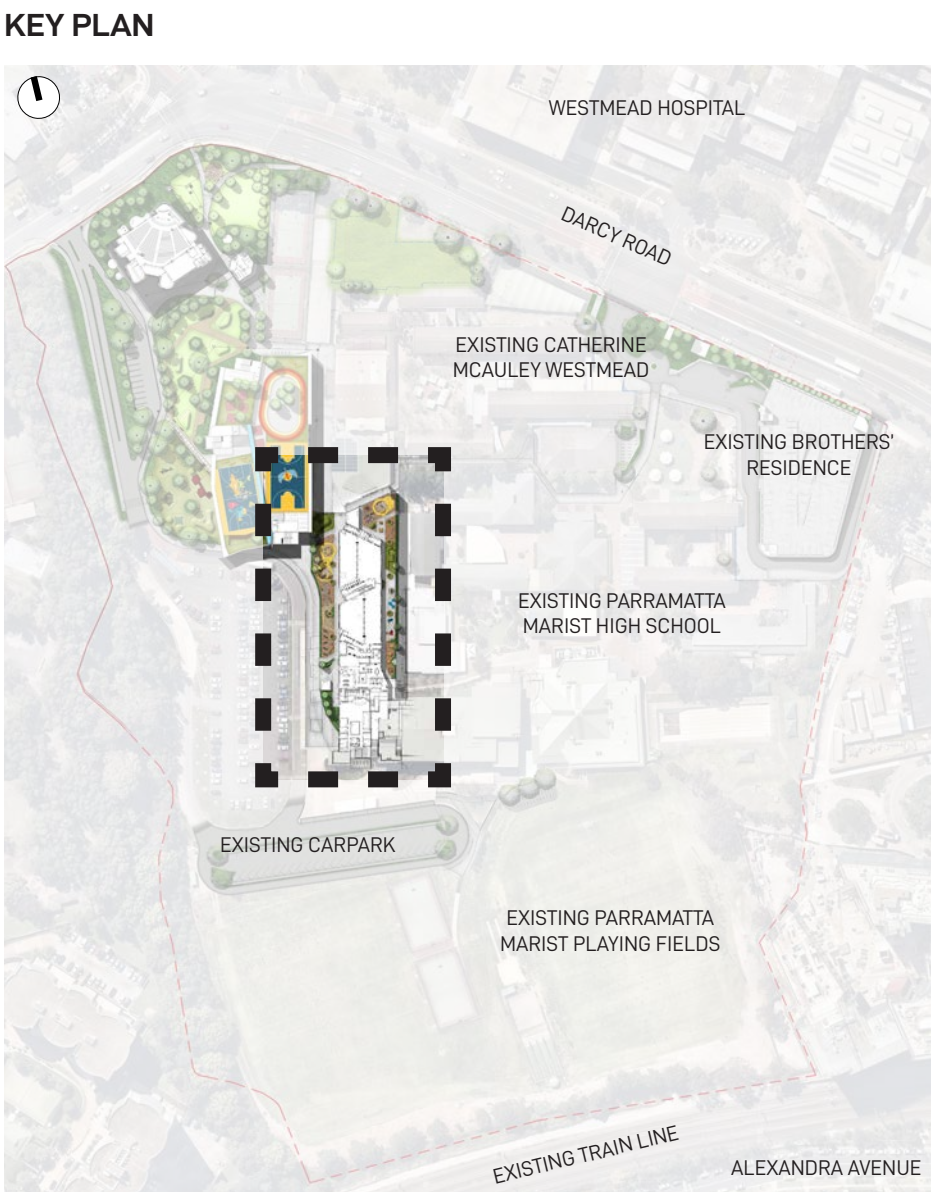 KEY PLAN
WESTMEAD HOSPITAL
DARCY ROAD
EXISTING CATHERINE
MCAULEY WESTMEAD
EXISTING BROTHERS'
RESIDENCE
EXISTING PARRAMATTA
MARIST HIGH SCHOOL
EXISTING CARPARK
EXISTING PARRAMATTA
MARIST PLAYING FIELDS
EXISTING TRAIN LINE
ALEXANDRA AVENUE